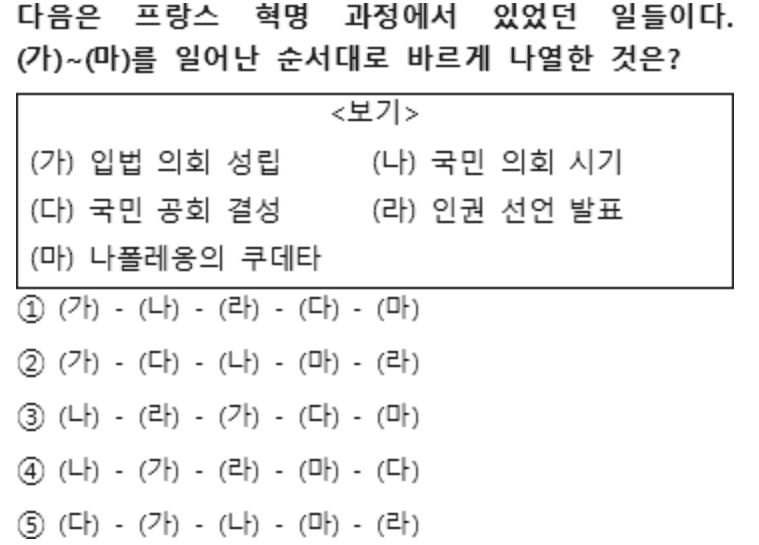 다음은 프랑스 혁명 과정에서 있었던 일들이다.
(가)~(마)를 일어난 순서대로 바르게 나열한 것은?
<보기>
(가) 입법 의회 성립 (나) 국민 의회 시기
(다) 국민 공회 결성 (라) 인권 선언 발표
(마) 나폴레옹의 쿠데타
① (가) - (나) - (라) - (다) - (마)
② (가) - (다) - (나) - (마) - (라)
③ (나) - (라) - (가) - (다) - (마)
④ (나) - (가) - (라) - (마) - (다)
⑤ (다) - (가) - (나) - (마) - (라)